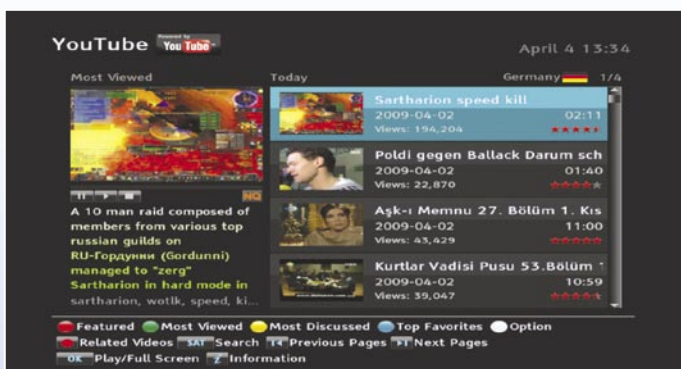 YouTube Powered by You Tube
April 4 13:34
Most Viewed
Today
Germany 1/4
Sartharion speed kill
2009-04-02 02:11
Views: 194,204
Poldi gegen Ballack Darum sch
2009-04-02 01:40
Views: 22,870
Aşk-ı Memnu 27. Bölüm 1. Kıs
2009-04-02 11:00
Views: 43,429
Kurtlar Vadisi Pusu 53.Bölüm
2009-04-02 10:59
Views: 39,047
NQ
A 10 man raid composed of
members from various top
russian guilds on
RU-Гордунни (Gordunni)
managed to "zerg"
Sartharion in hard mode in
sartharion, wotlk, speed, ki...
Featured Most Viewed Most Discussed Top Favorites Option
Related Videos SAT Search Previous Pages Next Pages
OK Play/Full Screen i Information